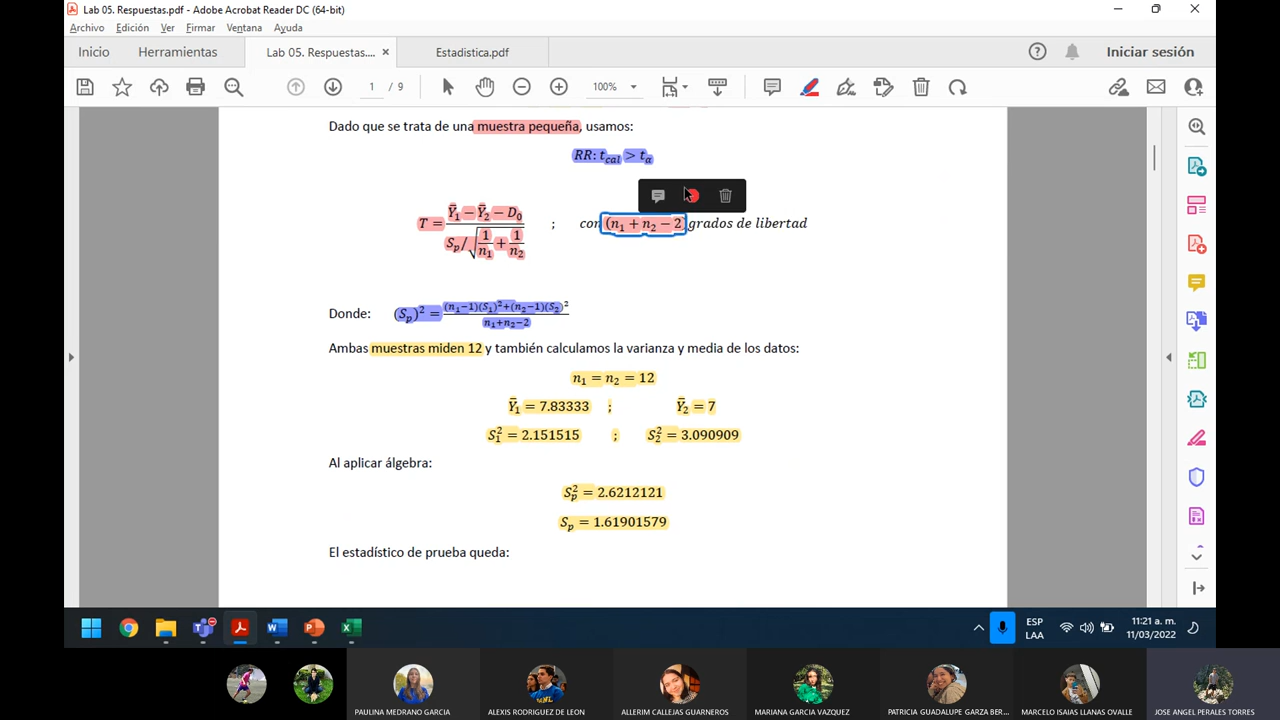 Lab 05. Respuestas.pdf - Adobe Acrobat Reader DC (64-bit)
Archivo Edición Ver Firmar Ventana Ayuda
Inicio Herramientas Lab 05. Respuestas.... × Estadistica.pdf Iniciar sesión
1 / 9 100%
Dado que se trata de una muestra pequeña, usamos:
RR: t_cal > t_a
T = (Ȳ₁ − Ȳ₂ − D₀) / (S_p/√(1/n₁ + 1/n₂)) ; con (n₁ + n₂ − 2) grados de libertad
Donde: (S_p)² = ((n₁−1)(S₁)²+(n₂−1)(S₂)²) / (n₁+n₂−2)
Ambas muestras miden 12 y también calculamos la varianza y media de los datos:
n₁ = n₂ = 12
Ȳ₁ = 7.83333 ; Ȳ₂ = 7
S₁² = 2.151515 ; S₂² = 3.090909
Al aplicar álgebra:
S_p² = 2.6212121
S_p = 1.61901579
El estadístico de prueba queda:
ESP
LAA
11:21 a. m.
11/03/2022
PAULINA MEDRANO GARCIA ALEXIS RODRIGUEZ DE LEON ALLERIM CALLEJAS GUARNEROS MARIANA GARCIA VAZQUEZ PATRICIA GUADALUPE GARZA BER... MARCELO ISAIAS LLANAS OVALLE JOSE ANGEL PERALES TORRES